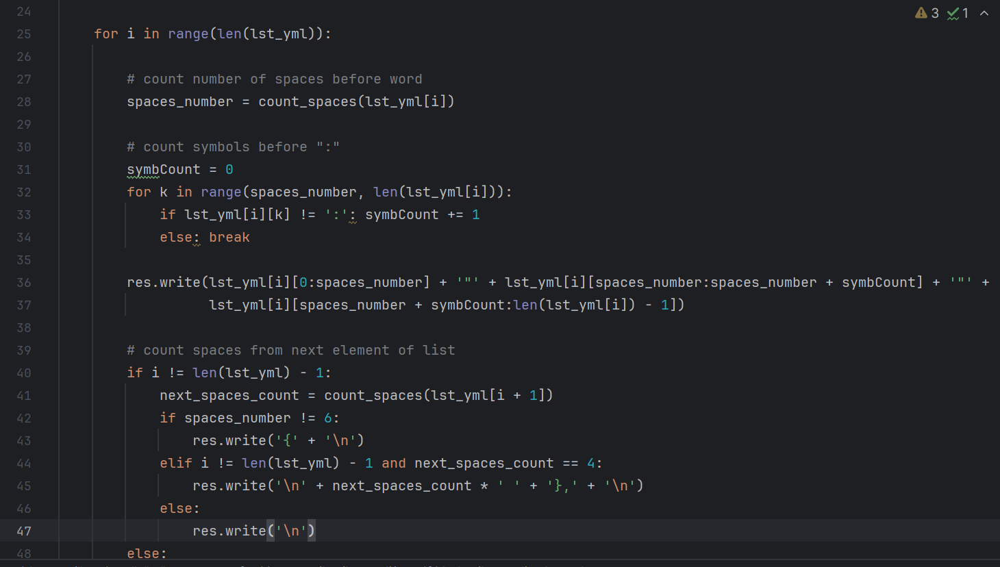 24
3 1
25 for i in range(len(lst_yml)):
26
27 # count number of spaces before word
28 spaces_number = count_spaces(lst_yml[i])
29
30 # count symbols before ":"
31 symbCount = 0
32 for k in range(spaces_number, len(lst_yml[i])):
33 if lst_yml[i][k] != ':': symbCount += 1
34 else: break
35
36 res.write(lst_yml[i][0:spaces_number] + '"' + lst_yml[i][spaces_number:spaces_number + symbCount] + '"' +
37 lst_yml[i][spaces_number + symbCount:len(lst_yml[i]) - 1])
38
39 # count spaces from next element of list
40 if i != len(lst_yml) - 1:
41 next_spaces_count = count_spaces(lst_yml[i + 1])
42 if spaces_number != 6:
43 res.write('{' + '\n')
44 elif i != len(lst_yml) - 1 and next_spaces_count == 4:
45 res.write('\n' + next_spaces_count * ' ' + '},' + '\n')
46 else:
47 res.write('\n')
48 else: